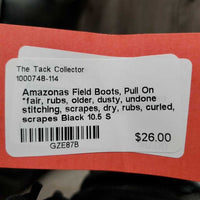 The Tack Collector
1000748-114
Amazonas Field Boots, Pull On
*fair, rubs, older, dusty, undone
stitching, scrapes, dry, rubs, curled,
scrapes Black 10.5 S
GZE87B
$26.00